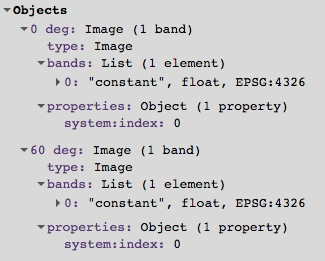 Objects
0 deg: Image (1 band)
type: Image
bands: List (1 element)
0: "constant", float, EPSG:4326
properties: Object (1 property)
system:index: 0
60 deg: Image (1 band)
type: Image
bands: List (1 element)
0: "constant", float, EPSG:4326
properties: Object (1 property)
system:index: 0